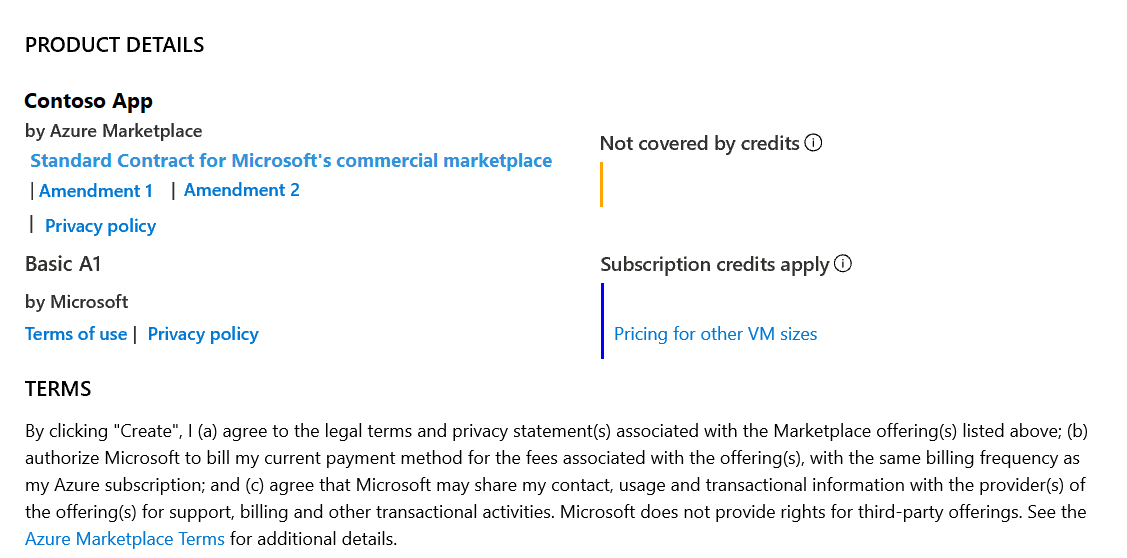 PRODUCT DETAILS
Contoso App
by Azure Marketplace
Standard Contract for Microsoft's commercial marketplace
| Amendment 1 | Amendment 2
| Privacy policy
Not covered by credits
Basic A1
by Microsoft
Terms of use | Privacy policy
Subscription credits apply
Pricing for other VM sizes
TERMS
By clicking "Create", I (a) agree to the legal terms and privacy statement(s) associated with the Marketplace offering(s) listed above; (b)
authorize Microsoft to bill my current payment method for the fees associated with the offering(s), with the same billing frequency as
my Azure subscription; and (c) agree that Microsoft may share my contact, usage and transactional information with the provider(s) of
the offering(s) for support, billing and other transactional activities. Microsoft does not provide rights for third-party offerings. See the
Azure Marketplace Terms for additional details.